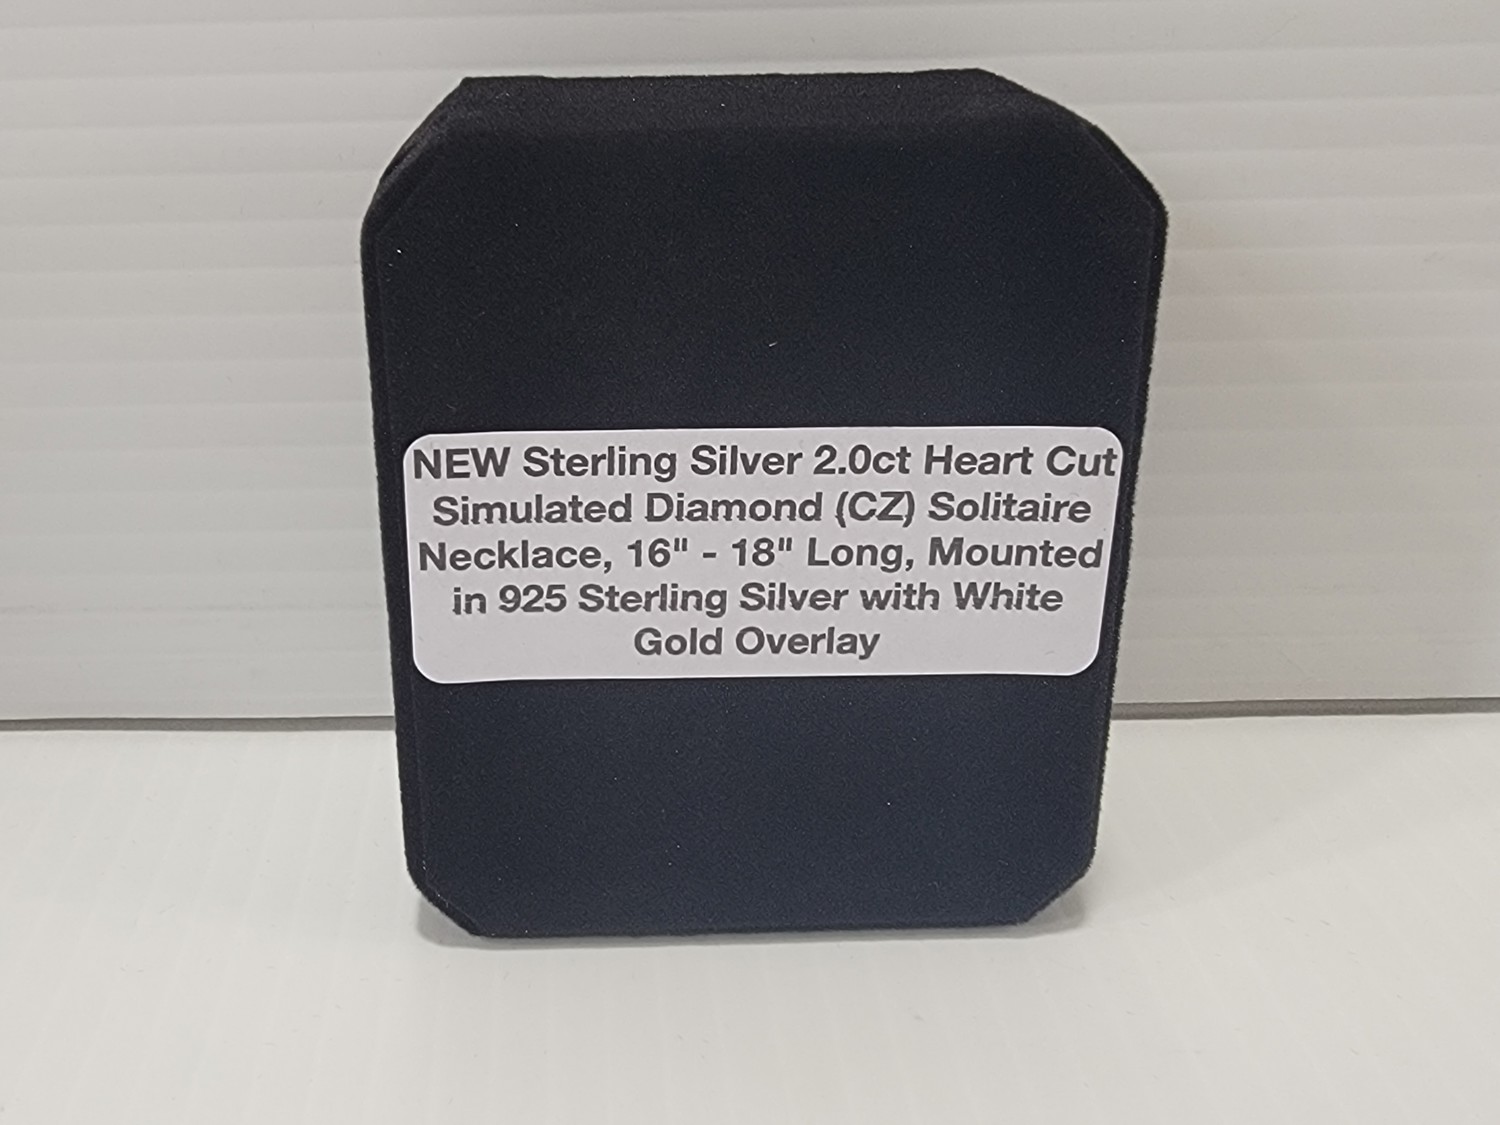 NEW Sterling Silver 2.0ct Heart Cut
Simulated Diamond (CZ) Solitaire
Necklace, 16" - 18" Long, Mounted
in 925 Sterling Silver with White
Gold Overlay